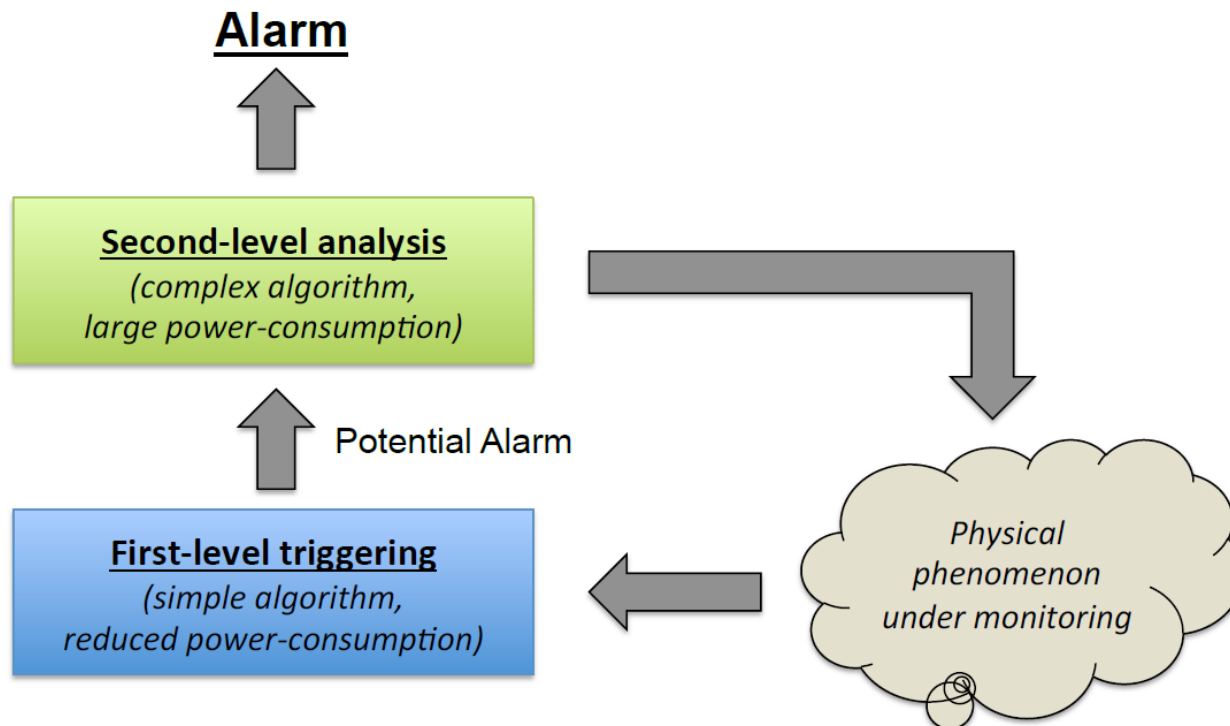 Alarm
Second-level analysis
(complex algorithm,
large power-consumption)
Potential Alarm
First-level triggering
(simple algorithm,
reduced power-consumption)
Physical
phenomenon
under monitoring